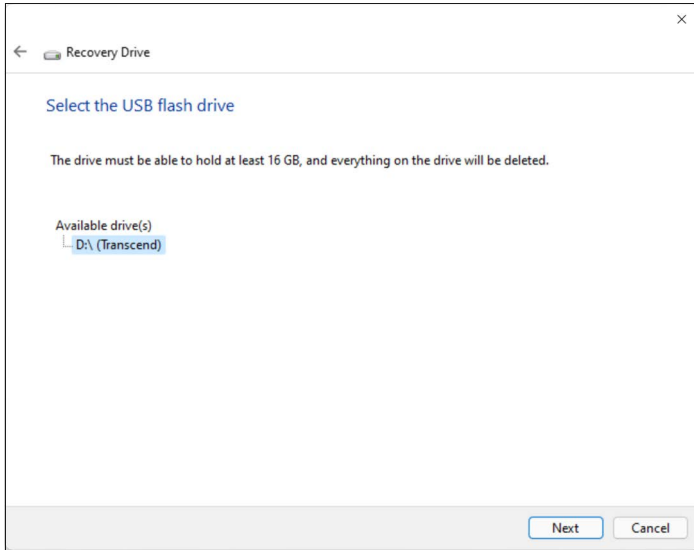 Recovery Drive
Select the USB flash drive
The drive must be able to hold at least 16 GB, and everything on the drive will be deleted.
Available drive(s)
D:\ (Transcend)
Next
Cancel